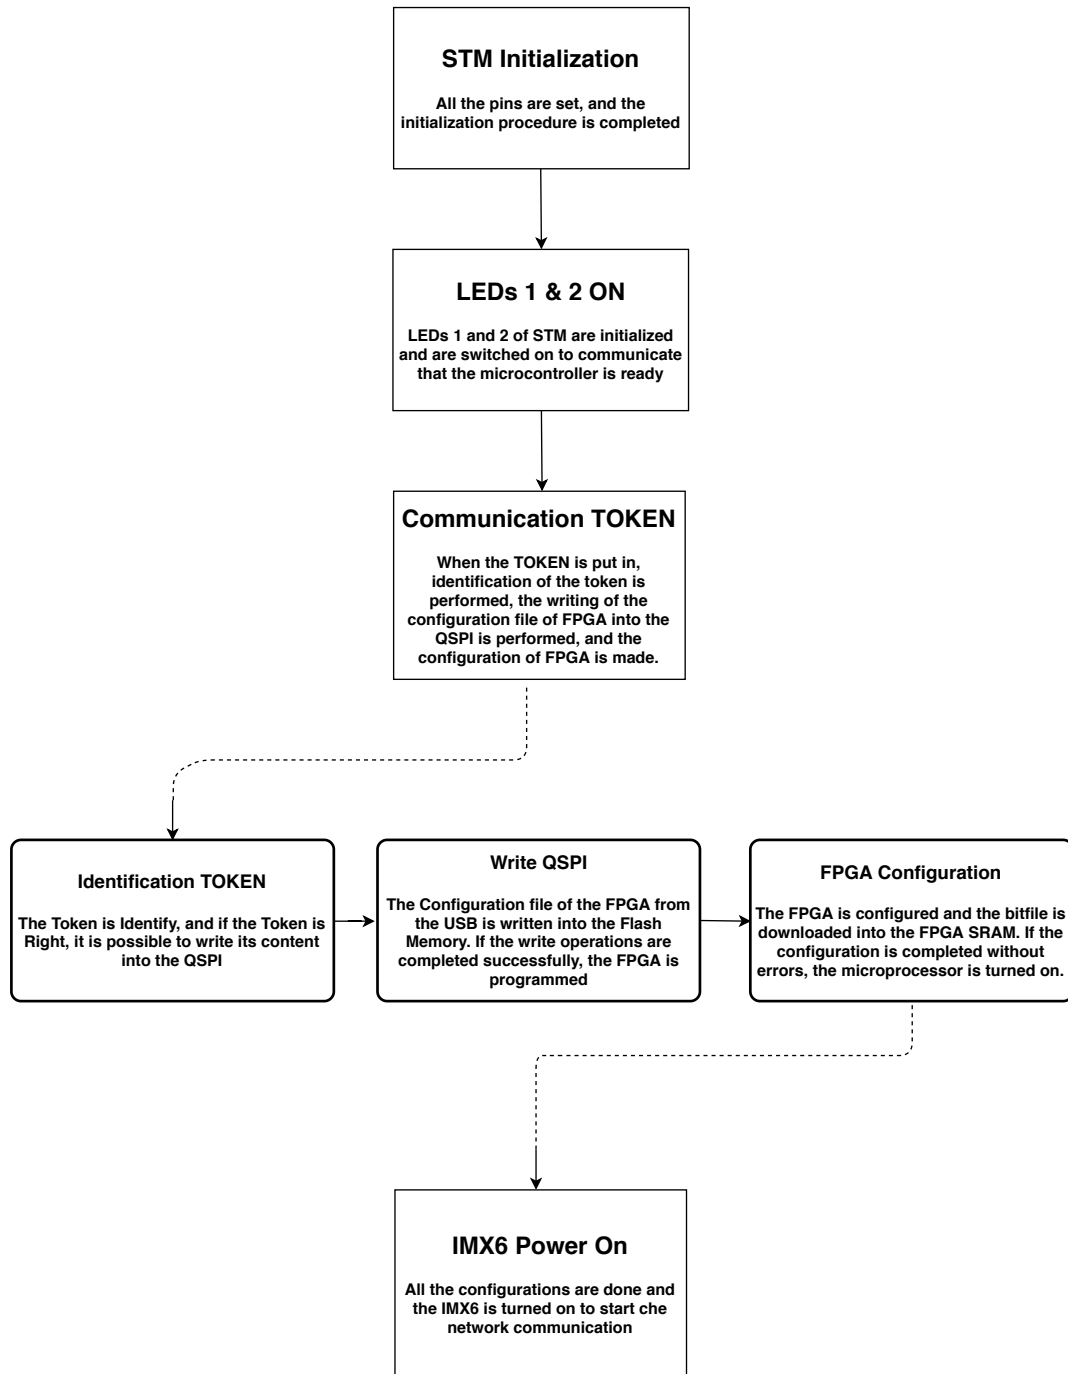 STM Initialization
All the pins are set, and the
initialization procedure is completed
LEDs 1 & 2 ON
LEDs 1 and 2 of STM are initialized
and are switched on to communicate
that the microcontroller is ready
Communication TOKEN
When the TOKEN is put in,
identification of the token is
performed, the writing of the
configuration file of FPGA into the
QSPI is performed, and the
configuration of FPGA is made.
Identification TOKEN
The Token is Identify, and if the Token is
Right, it is possible to write its content
into the QSPI
Write QSPI
The Configuration file of the FPGA from
the USB is written into the Flash
Memory. If the write operations are
completed successfully, the FPGA is
programmed
FPGA Configuration
The FPGA is configured and the bitfile is
downloaded into the FPGA SRAM. If the
configuration is completed without
errors, the microprocessor is turned on.
IMX6 Power On
All the configurations are done and
the IMX6 is turned on to start che
network communication